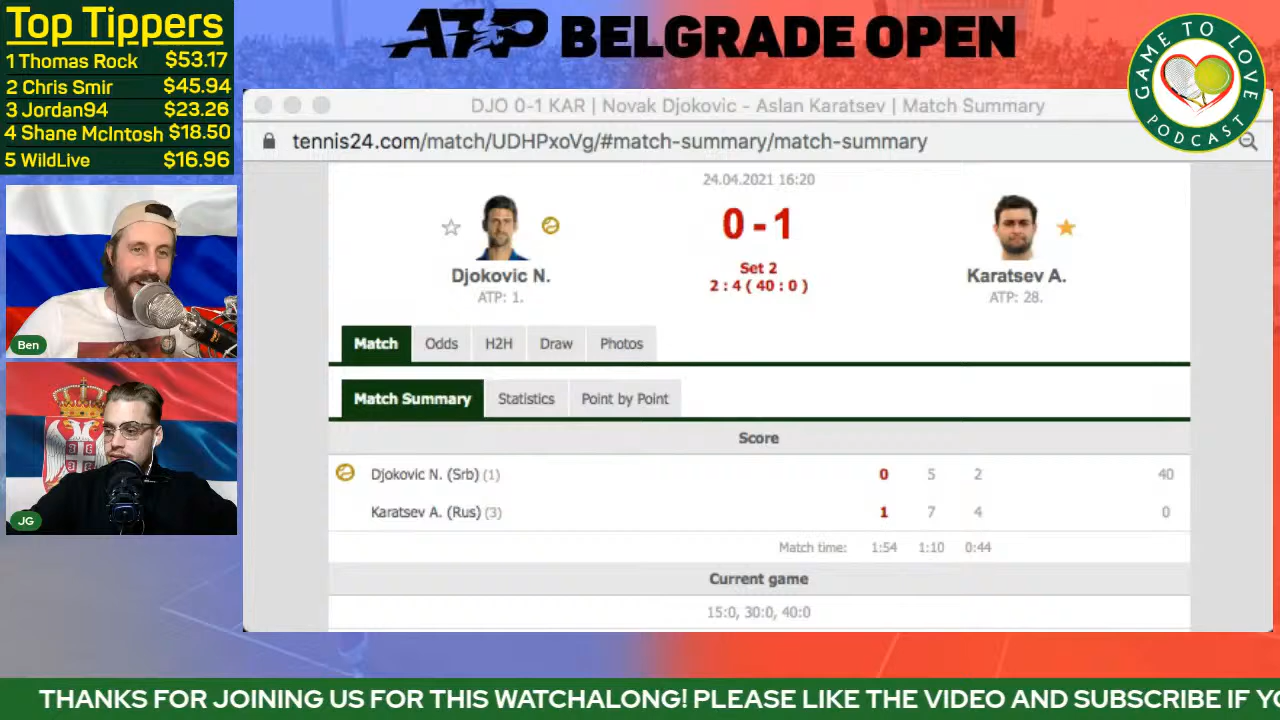 Top Tippers
1 Thomas Rock $53.17
2 Chris Smir $45.94
3 Jordan94 $23.26
4 Shane McIntosh $18.50
5 WildLive $16.96
ATP BELGRADE OPEN
GAME TO LOVE
PODCAST
DJO 0-1 KAR | Novak Djokovic - Aslan Karatsev | Match Summary
tennis24.com/match/UDHPxoVg/#match-summary/match-summary
24.04.2021 16:20
0 - 1
Set 2
2 : 4 ( 40 : 0 )
Djokovic N.
ATP: 1.
Karatsev A.
ATP: 28.
Match Odds H2H Draw Photos
Match Summary Statistics Point by Point
Score
Djokovic N. (Srb) (1) 0 5 2 40
Karatsev A. (Rus) (3) 1 7 4 0
Match time: 1:54 1:10 0:44
Current game
15:0, 30:0, 40:0
Ben
JG
THANKS FOR JOINING US FOR THIS WATCHALONG! PLEASE LIKE THE VIDEO AND SUBSCRIBE IF